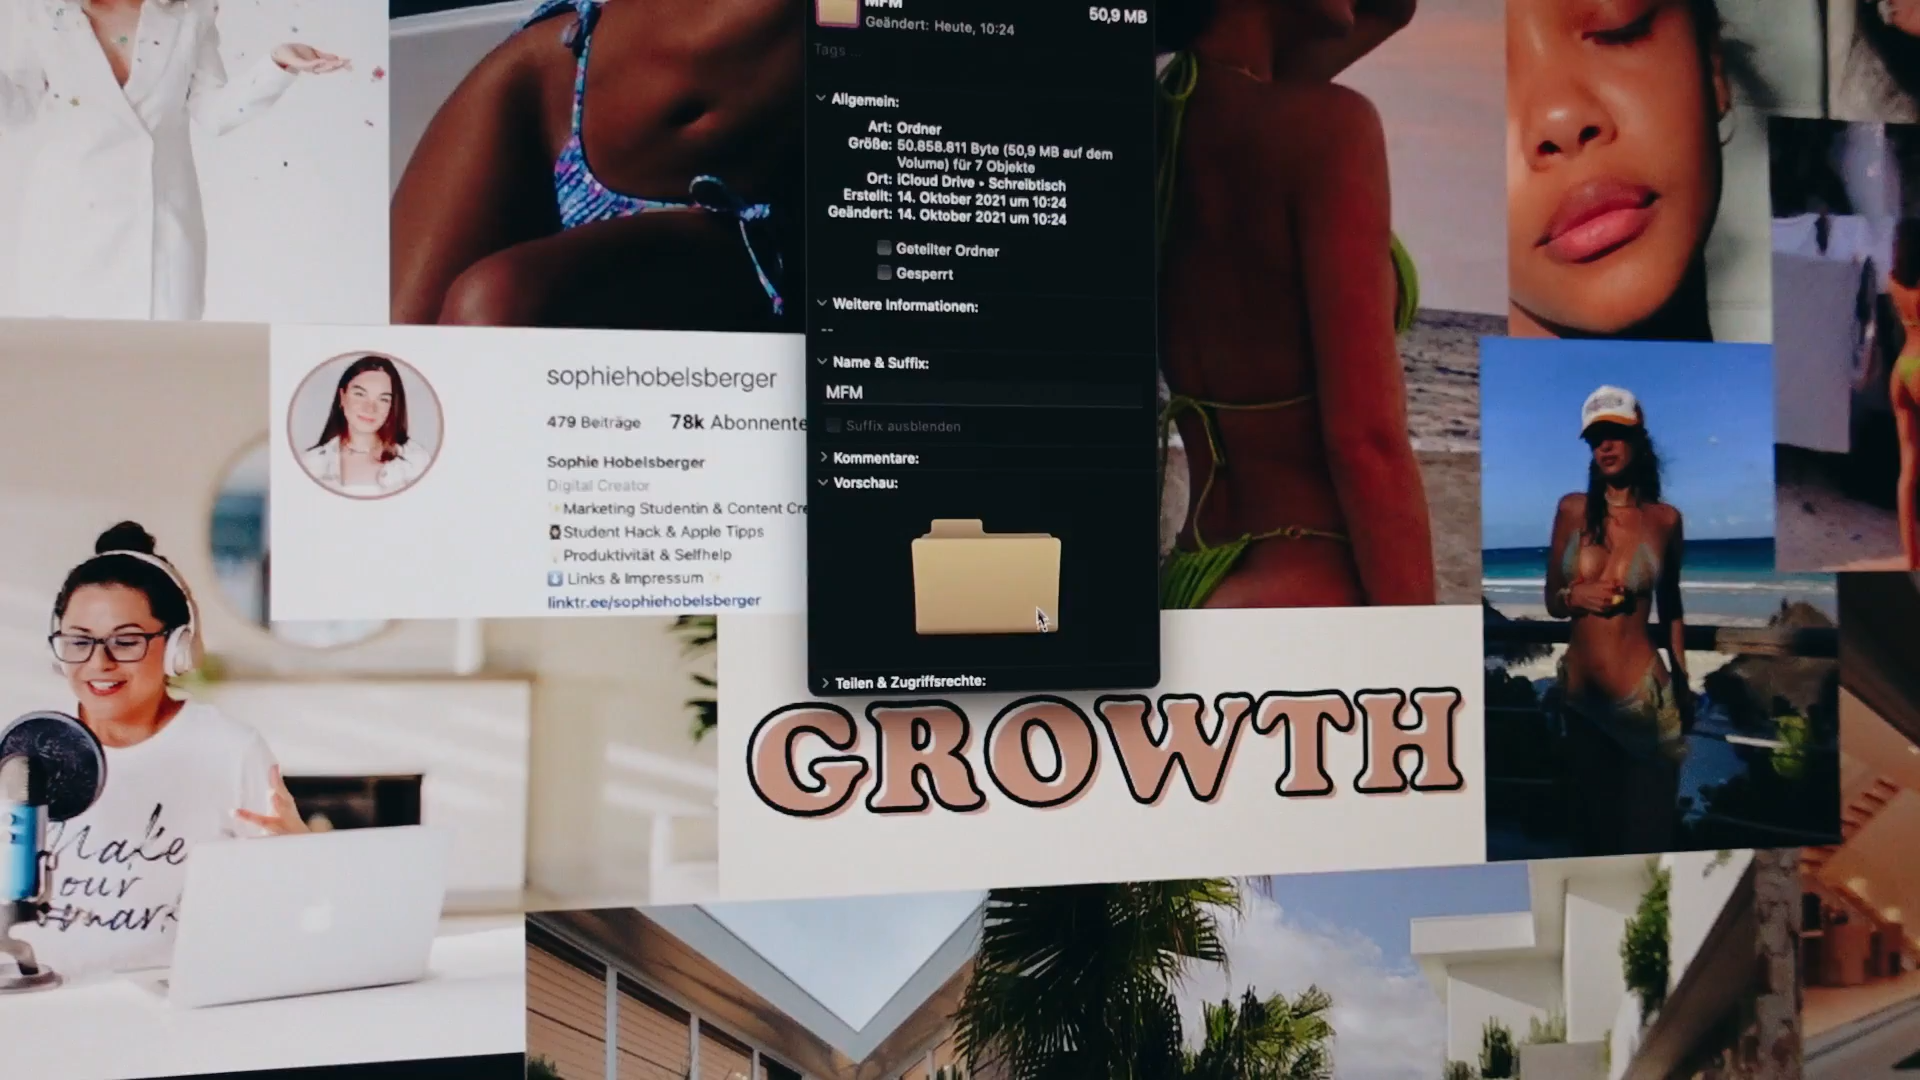 MFM
50,9 MB
Geändert: Heute, 10:24
Tags ...
Allgemein:
Art: Ordner
Größe: 50.858.811 Byte (50,9 MB auf dem
Volume) für 7 Objekte
Ort: iCloud Drive • Schreibtisch
Erstellt: 14. Oktober 2021 um 10:24
Geändert: 14. Oktober 2021 um 10:24
Geteilter Ordner
Gesperrt
Weitere Informationen:
--
Name & Suffix:
MFM
Suffix ausblenden
Kommentare:
Vorschau:
Teilen & Zugriffsrechte:
sophiehobelsberger
479 Beiträge 78k Abonnente
Sophie Hobelsberger
Digital Creator
Marketing Studentin & Content Cre
Student Hack & Apple Tipps
Produktivität & Selfhelp
Links & Impressum
linktr.ee/sophiehobelsberger
GROWTH
Make
our